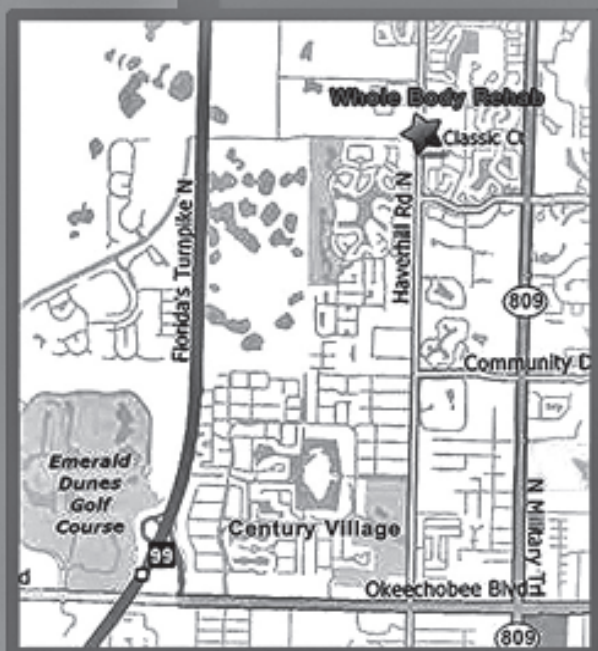 Whole Body Rehab
Classic Ct
Florida's Turnpike N
Haverhill Rd N
809
Community D
Emerald
Dunes
Golf
Course
99
Century Village
N Military Trl
d
Okeechobee Blvd
809